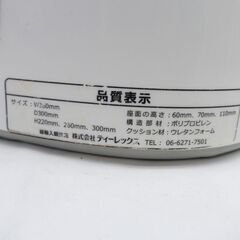 品質表示
サイズ：W380mm
D300mm
H220mm、260mm、300mm
座面の高さ：60mm、70mm、110mm
構造部材：ポリプロピレン
クッション材：ウレタンフォーム
株式会社 ティーレックス TEL：06-6271-7501